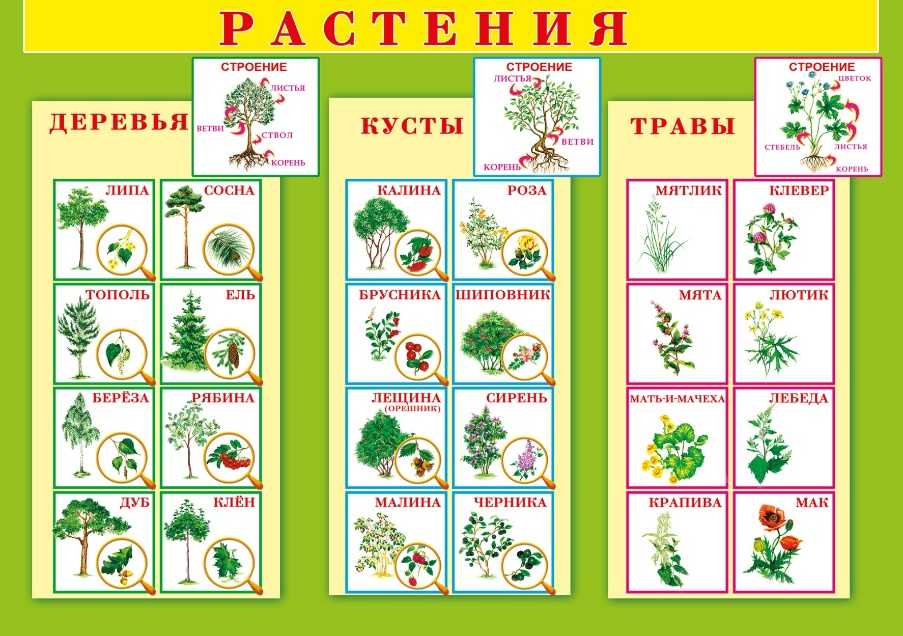 РАСТЕНИЯ
ДЕРЕВЬЯ
СТРОЕНИЕ
ЛИСТЬЯ
ВЕТВИ
СТВОЛ
КОРЕНЬ
ЛИПА
СОСНА
ТОПОЛЬ
ЕЛЬ
БЕРЁЗА
РЯБИНА
ДУБ
КЛЁН
КУСТЫ
СТРОЕНИЕ
ЛИСТЬЯ
ВЕТВИ
КОРЕНЬ
КАЛИНА
РОЗА
БРУСНИКА
ШИПОВНИК
ЛЕЩИНА
(ОРЕШНИК)
СИРЕНЬ
МАЛИНА
ЧЕРНИКА
ТРАВЫ
СТРОЕНИЕ
ЦВЕТОК
СТЕБЕЛЬ
ЛИСТЬЯ
КОРЕНЬ
МЯТЛИК
КЛЕВЕР
МЯТА
ЛЮТИК
МАТЬ-И-МАЧЕХА
ЛЕБЕДА
КРАПИВА
МАК